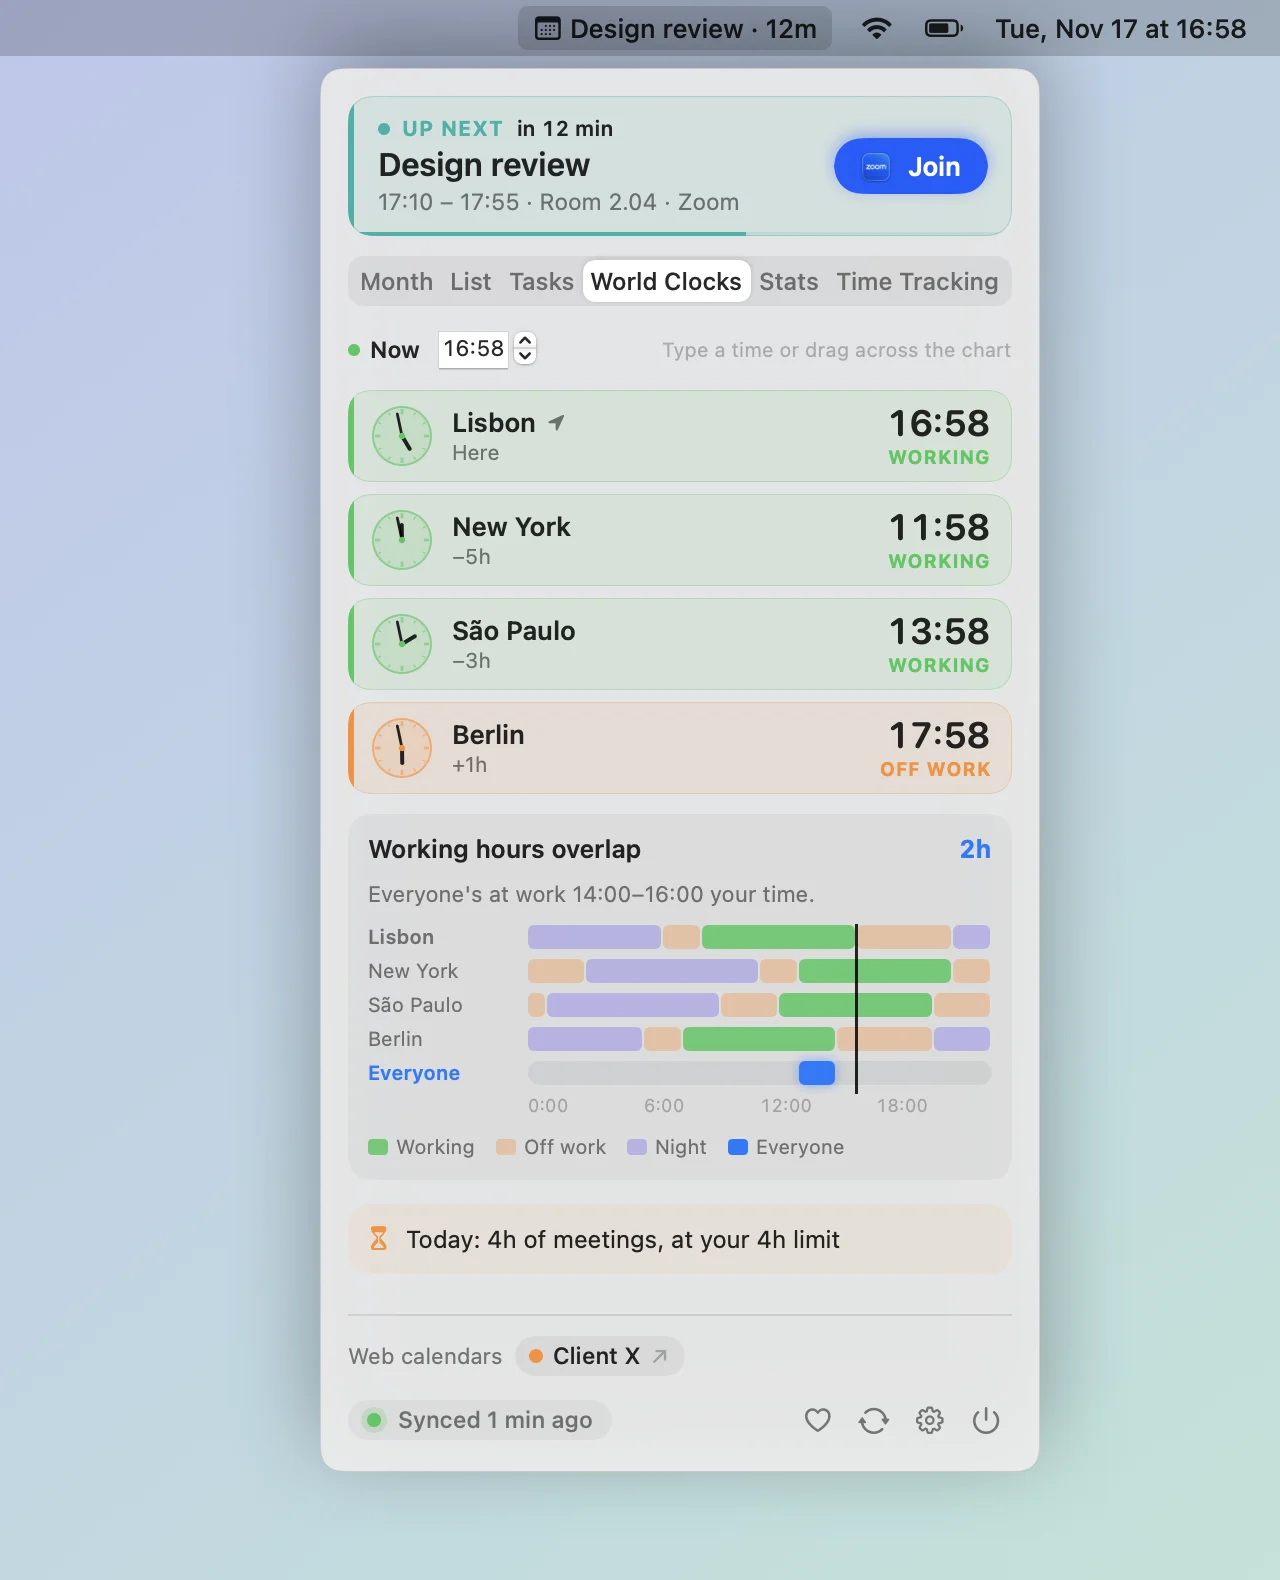 Design review · 12m
Tue, Nov 17 at 16:58
UP NEXT in 12 min
Design review
17:10 – 17:55 · Room 2.04 · Zoom
zoom
Join
Month List Tasks World Clocks Stats Time Tracking
Now 16:58 Type a time or drag across the chart
Lisbon
Here
16:58
WORKING
New York
–5h
11:58
WORKING
São Paulo
–3h
13:58
WORKING
Berlin
+1h
17:58
OFF WORK
Working hours overlap 2h
Everyone's at work 14:00–16:00 your time.
Lisbon
New York
São Paulo
Berlin
Everyone
0:00 6:00 12:00 18:00
Working Off work Night Everyone
Today: 4h of meetings, at your 4h limit
Web calendars Client X
Synced 1 min ago